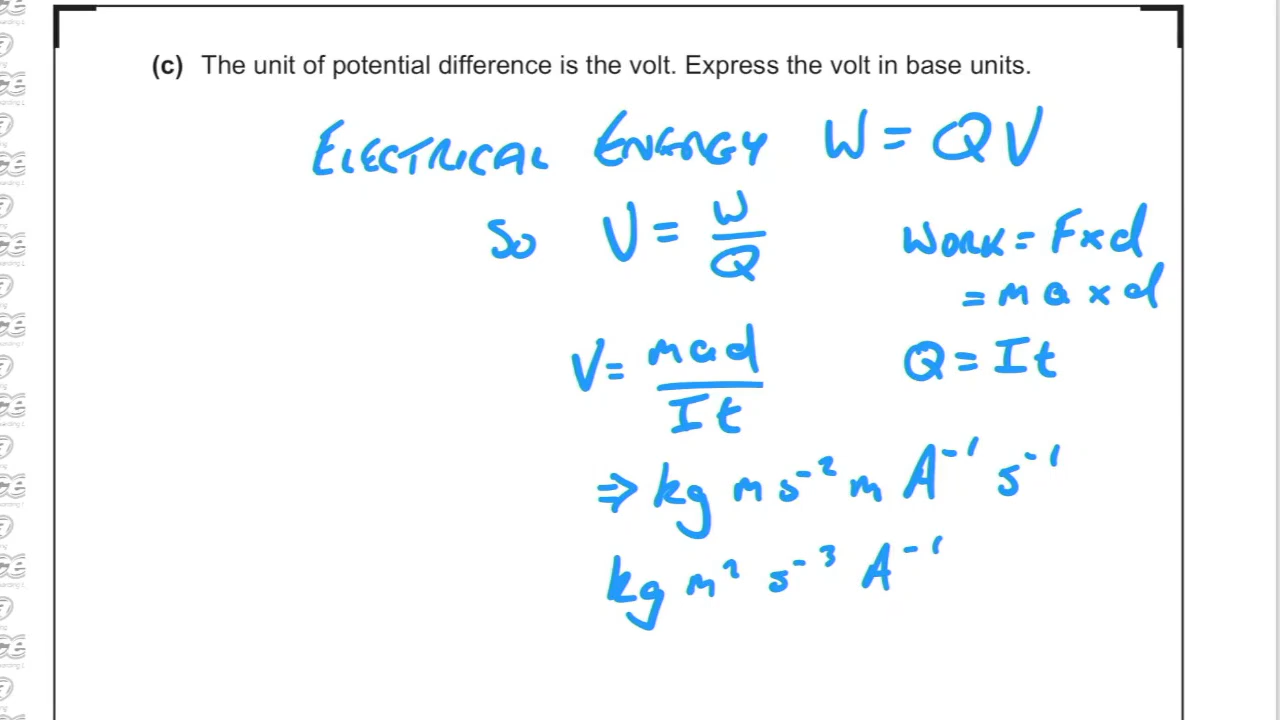 (c) The unit of potential difference is the volt. Express the volt in base units.
ELECTRICAL ENERGY W = QV
So V = W/Q
WORK = F × d
= m a × d
V = mad/It
Q = It
⇒ kg m s⁻² m A⁻¹ s⁻¹
kg m² s⁻³ A⁻¹